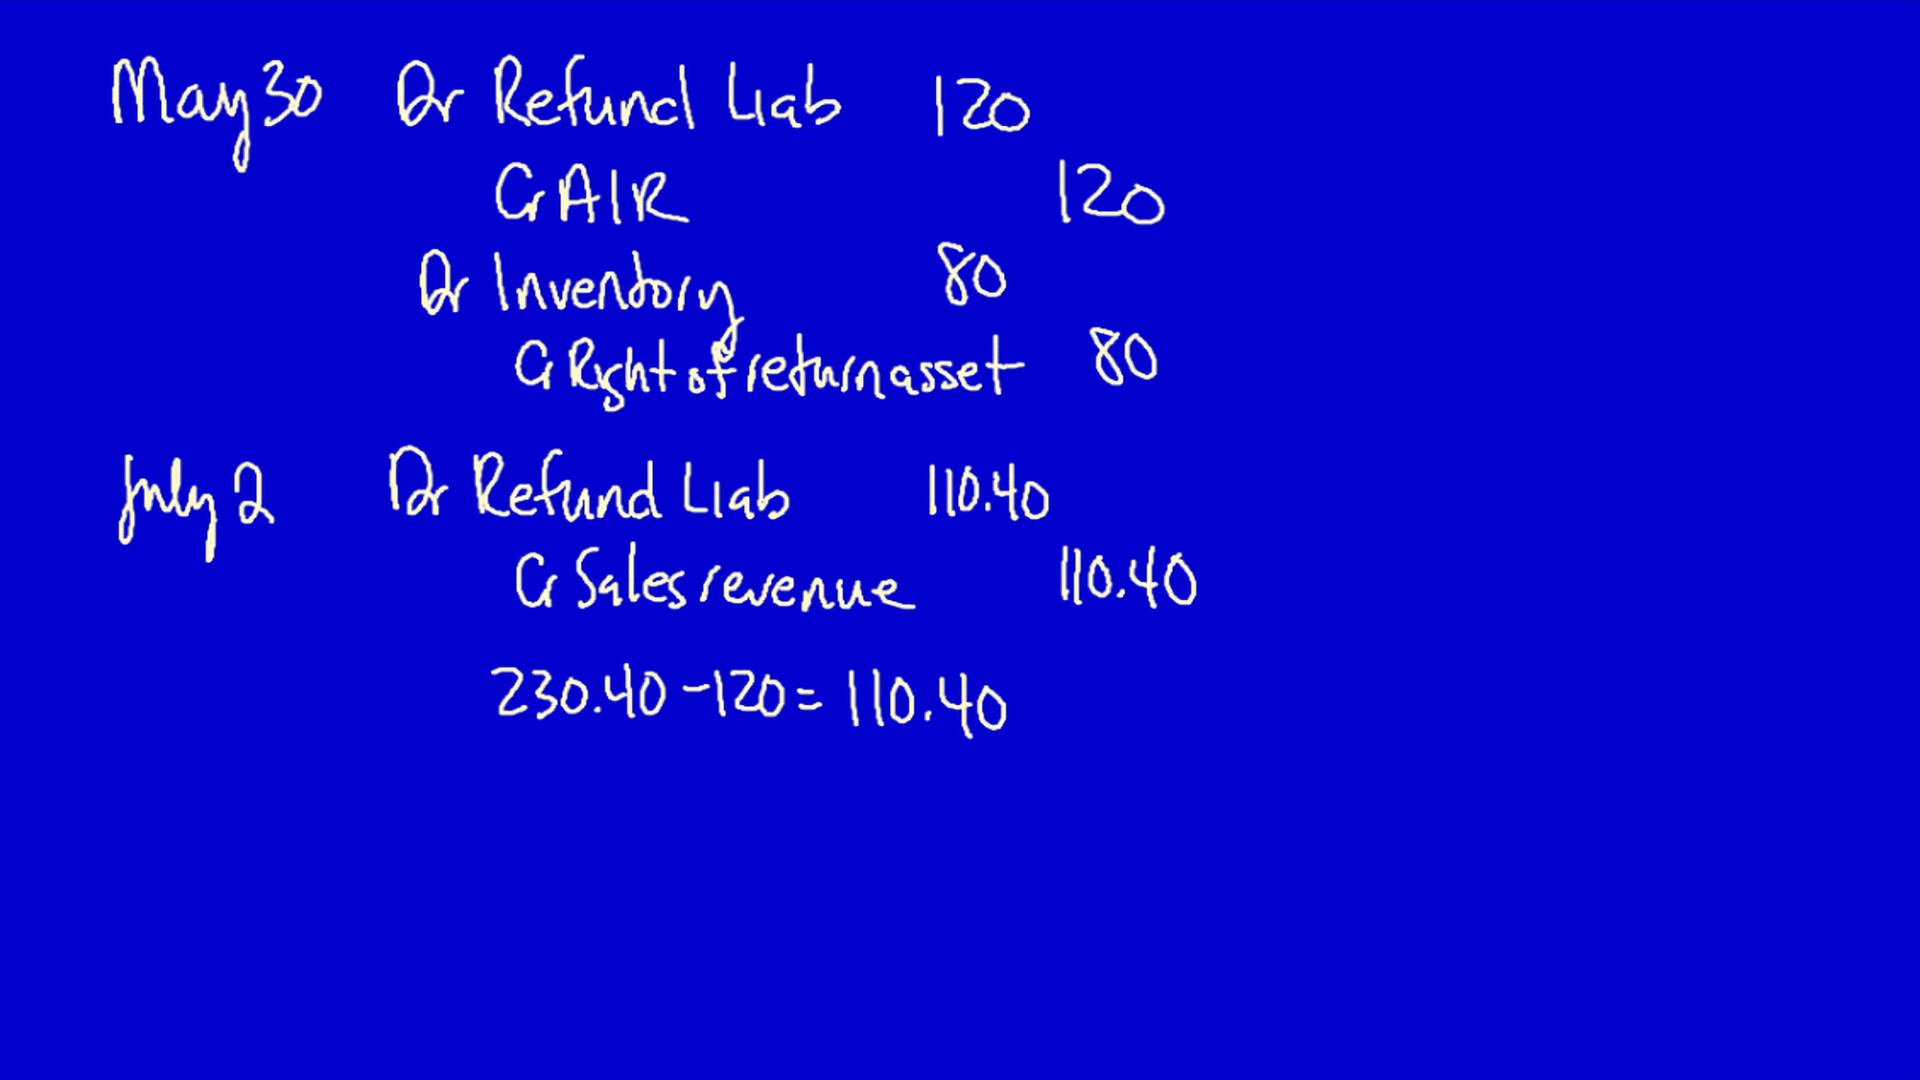 May 30 Dr Refund Liab 120
Cr A/R 120
Dr Inventory 80
Cr Right of return asset 80
July 2 Dr Refund Liab 110.40
Cr Sales revenue 110.40
230.40 - 120 = 110.40